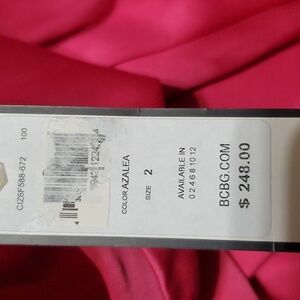 CIZ6F588-672 100
COLOR AZALEA
SIZE 2
AVAILABLE IN
0 2 4 6 8 10 12
BCBG.COM
$ 248.00